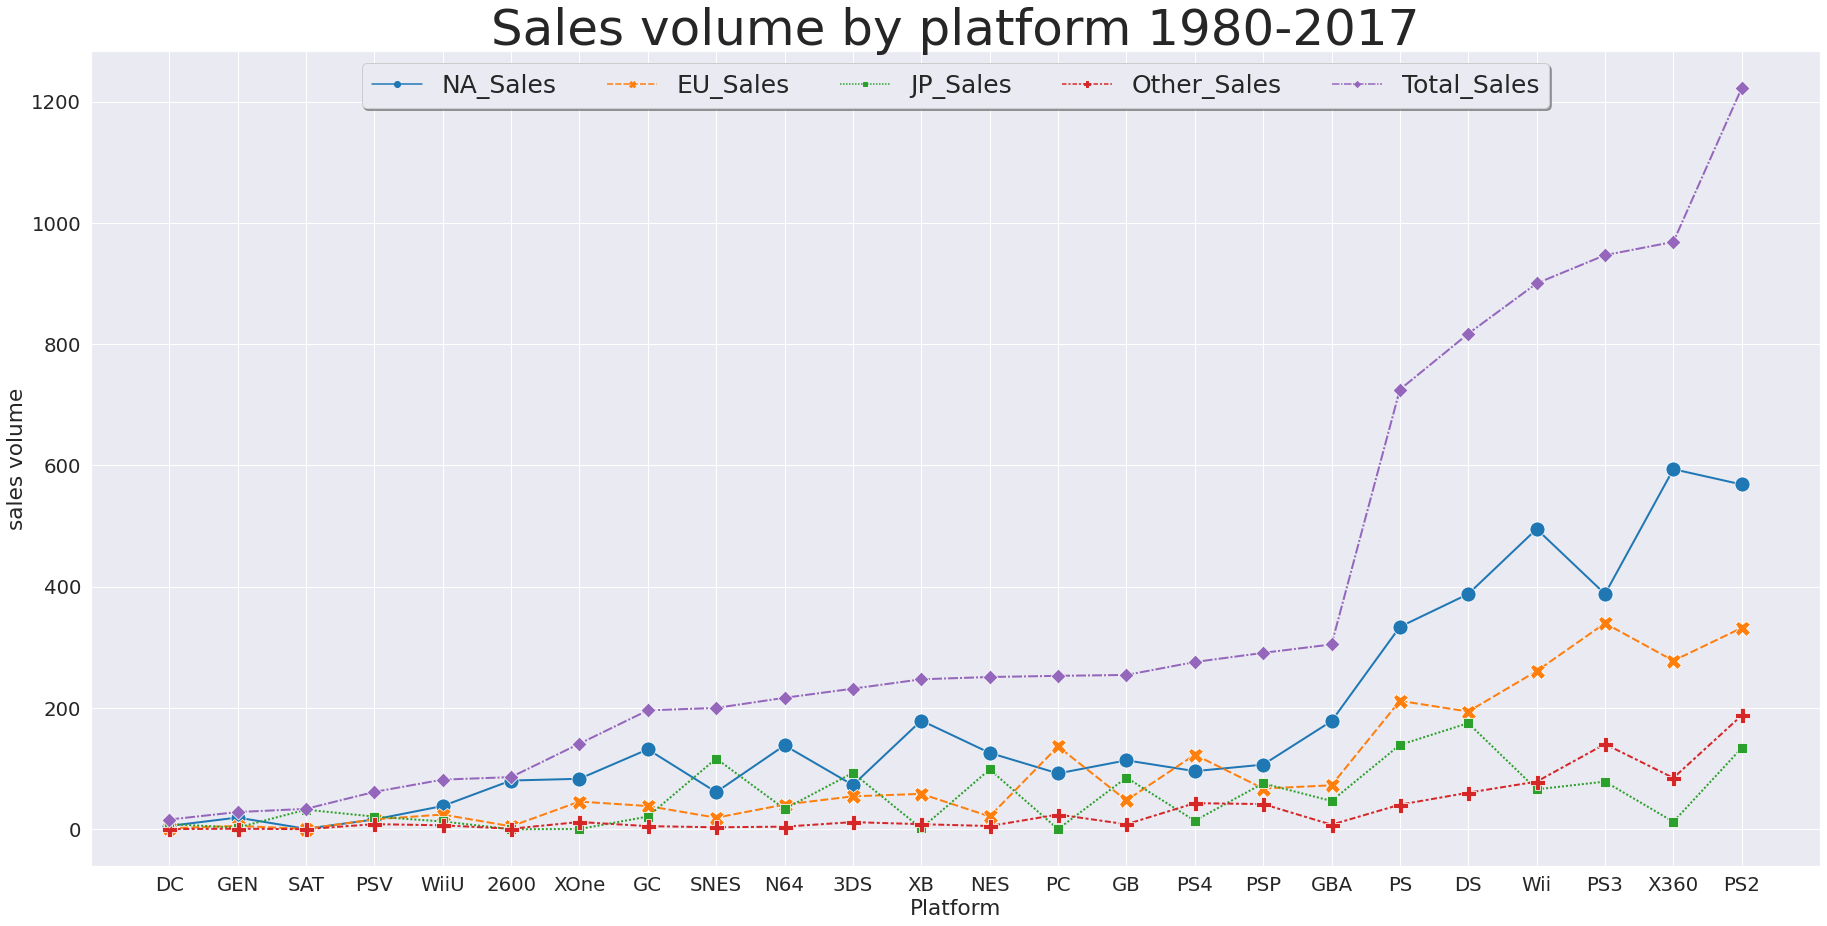 Sales volume by platform 1980-2017
NA_Sales EU_Sales JP_Sales Other_Sales Total_Sales
1200
1000
800
600
400
200
0
sales volume
DC GEN SAT PSV WiiU 2600 XOne GC SNES N64 3DS XB NES PC GB PS4 PSP GBA PS DS Wii PS3 X360 PS2
Platform